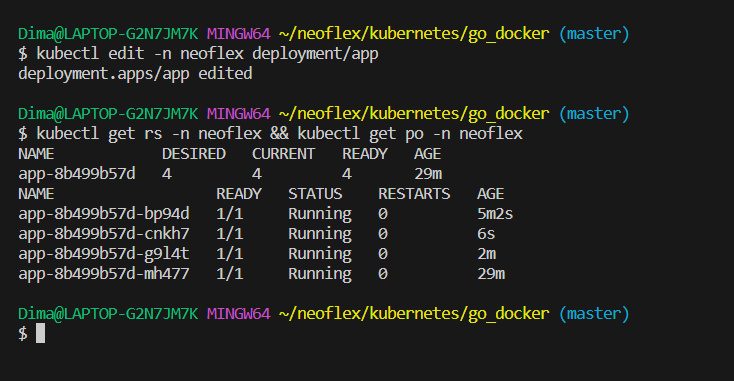 Dima@LAPTOP-G2N7JM7K MINGW64 ~/neoflex/kubernetes/go_docker (master)
$ kubectl edit -n neoflex deployment/app
deployment.apps/app edited
Dima@LAPTOP-G2N7JM7K MINGW64 ~/neoflex/kubernetes/go_docker (master)
$ kubectl get rs -n neoflex && kubectl get po -n neoflex
NAME DESIRED CURRENT READY AGE
app-8b499b57d 4 4 4 29m
NAME READY STATUS RESTARTS AGE
app-8b499b57d-bp94d 1/1 Running 0 5m2s
app-8b499b57d-cnkh7 1/1 Running 0 6s
app-8b499b57d-g9l4t 1/1 Running 0 2m
app-8b499b57d-mh477 1/1 Running 0 29m
Dima@LAPTOP-G2N7JM7K MINGW64 ~/neoflex/kubernetes/go_docker (master)
$